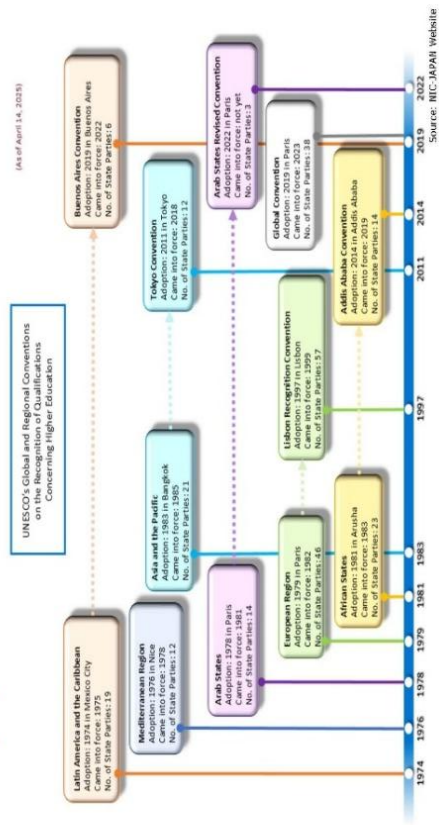 (As of April 14, 2025)
UNESCO's Global and Regional Conventions
on the Recognition of Qualifications
Concerning Higher Education
Latin America and the Caribbean
Adoption: 1974 in Mexico City
Came into force: 1975
No. of State Parties: 19
Buenos Aires Convention
Adoption: 2019 in Buenos Aires
Came into force: 2022
No. of State Parties: 6
Mediterranean Region
Adoption: 1976 in Nice
Came into force: 1978
No. of State Parties: 12
Asia and the Pacific
Adoption: 1983 in Bangkok
Came into force: 1985
No. of State Parties: 21
Tokyo Convention
Adoption: 2011 in Tokyo
Came into force: 2018
No. of State Parties: 12
Arab States
Adoption: 1978 in Paris
Came into force: 1981
No. of State Parties: 14
Arab States Revised Convention
Adoption: 2022 in Paris
Came into force: not yet
No. of State Parties: 3
European Region
Adoption: 1979 in Paris
Came into force: 1982
No. of State Parties: 46
Lisbon Recognition Convention
Adoption: 1997 in Lisbon
Came into force: 1999
No. of State Parties: 57
Global Convention
Adoption: 2019 in Paris
Came into force: 2023
No. of State Parties: 38
African States
Adoption: 1981 in Arusha
Came into force: 1983
No. of State Parties: 23
Addis Ababa Convention
Adoption: 2014 in Addis Ababa
Came into force: 2019
No. of State Parties: 14
1974 1976 1978 1979 1981 1983 1997 2011 2014 2019 2022
Source: NIC-JAPAN Website